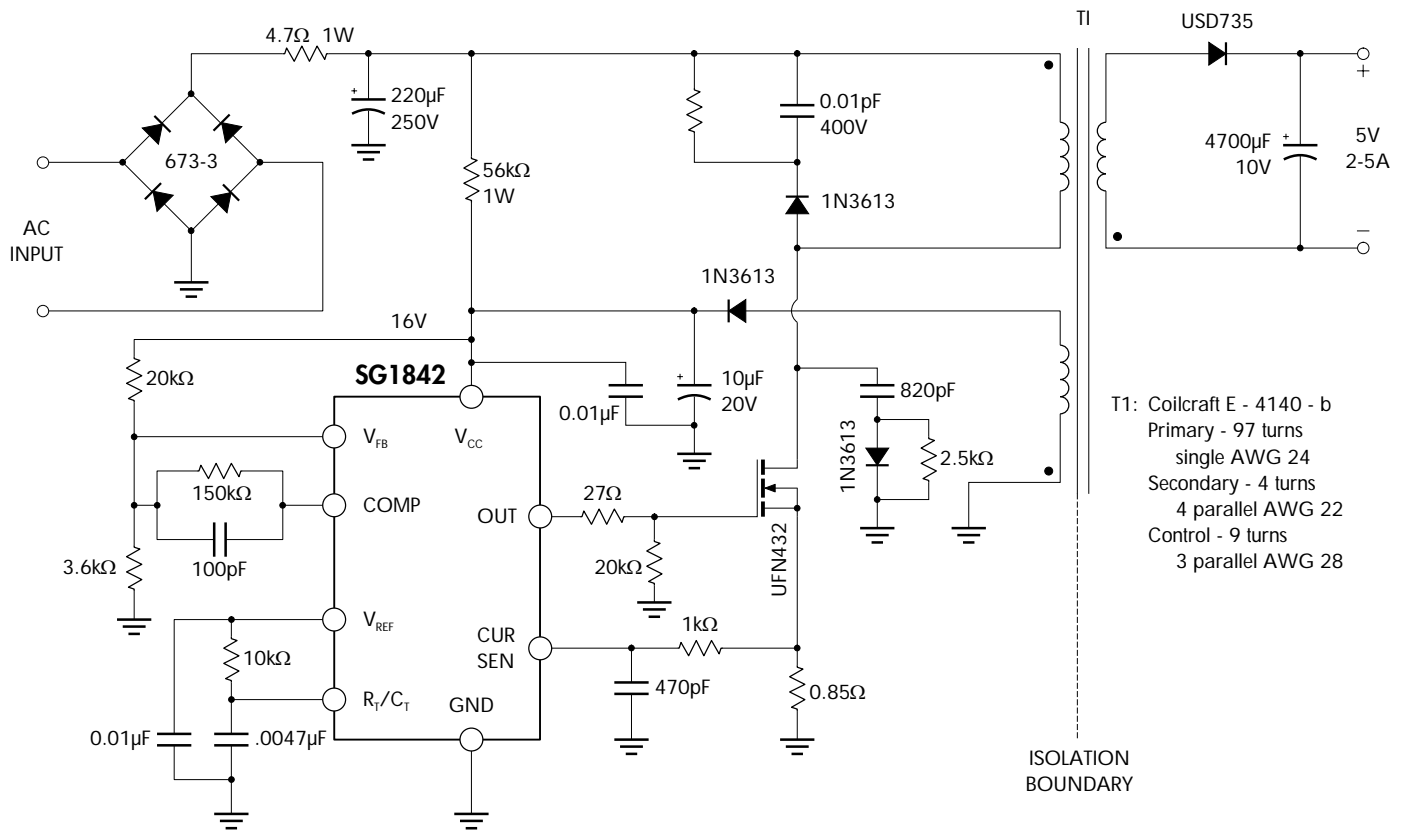 4.7Ω 1W
TI
USD735
+
220µF
250V
0.01pF
400V
+
673-3
56kΩ
1W
4700µF
10V
+
5V
2-5A
1N3613
AC
INPUT
–
1N3613
16V
20kΩ
SG1842
0.01µF
+
10µF
20V
820pF
1N3613
2.5kΩ
T1: Coilcraft E - 4140 - b
Primary - 97 turns
single AWG 24
Secondary - 4 turns
4 parallel AWG 22
Control - 9 turns
3 parallel AWG 28
VFB
VCC
150kΩ
COMP
OUT
27Ω
100pF
3.6kΩ
20kΩ
UFN432
VREF
10kΩ
CUR
SEN
1kΩ
470pF
0.85Ω
RT/CT
GND
0.01µF
.0047µF
ISOLATION
BOUNDARY